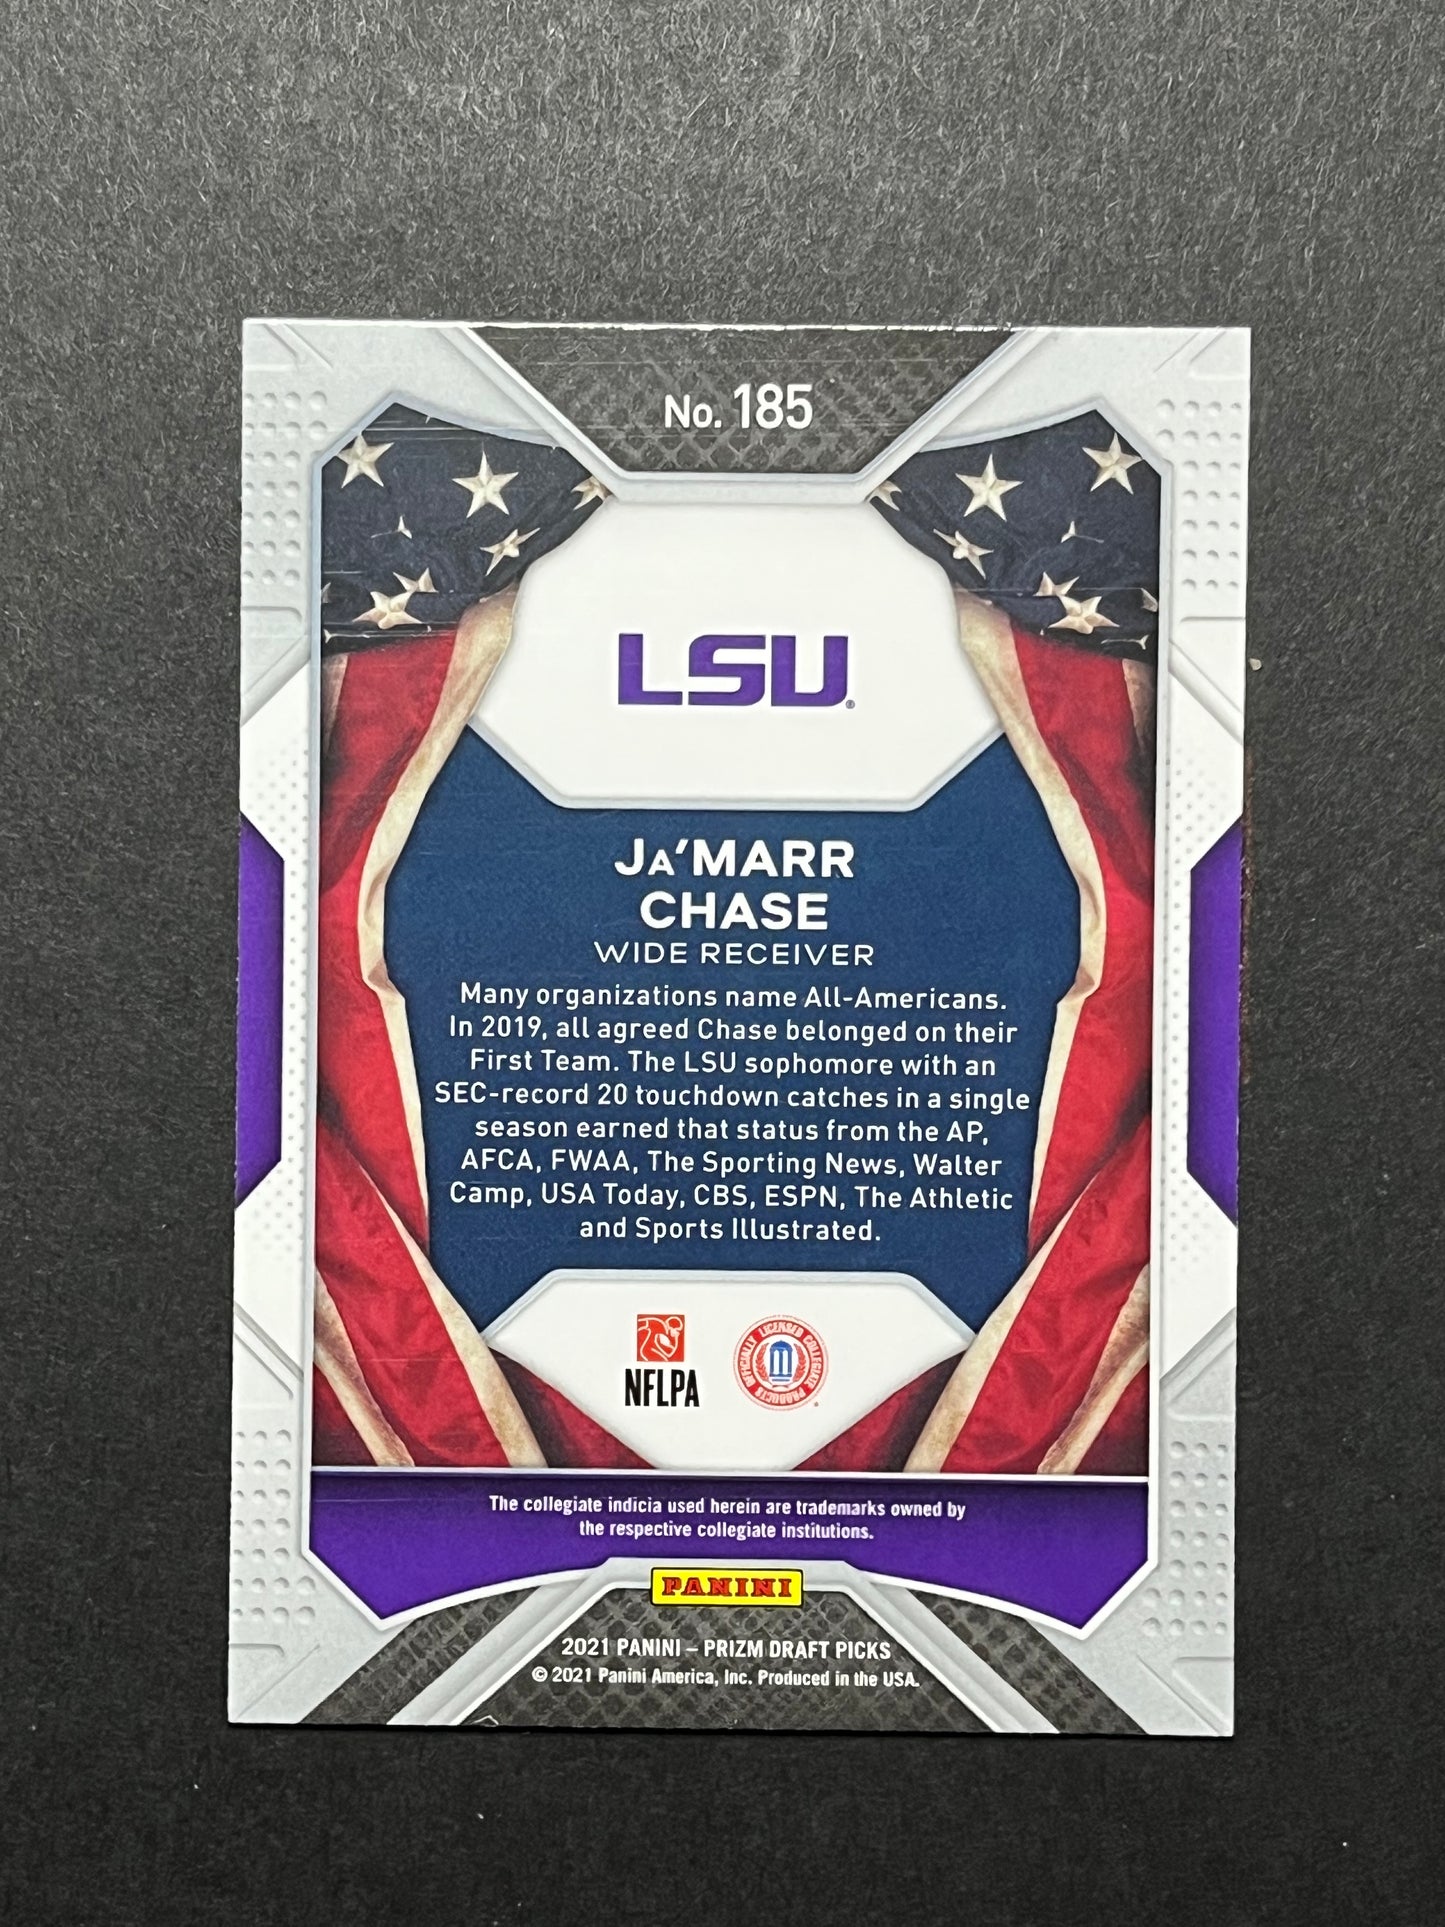 No. 185
LSU
®
JA'MARR
CHASE
WIDE RECEIVER
Many organizations name All-Americans.
In 2019, all agreed Chase belonged on their
First Team. The LSU sophomore with an
SEC-record 20 touchdown catches in a single
season earned that status from the AP,
AFCA, FWAA, The Sporting News, Walter
Camp, USA Today, CBS, ESPN, The Athletic
and Sports Illustrated.
NFLPA
OFFICIALLY LICENSED COLLEGIATE PRODUCTS
The collegiate indicia used herein are trademarks owned by
the respective collegiate institutions.
PANINI
2021 PANINI – PRIZM DRAFT PICKS
© 2021 Panini America, Inc. Produced in the USA.